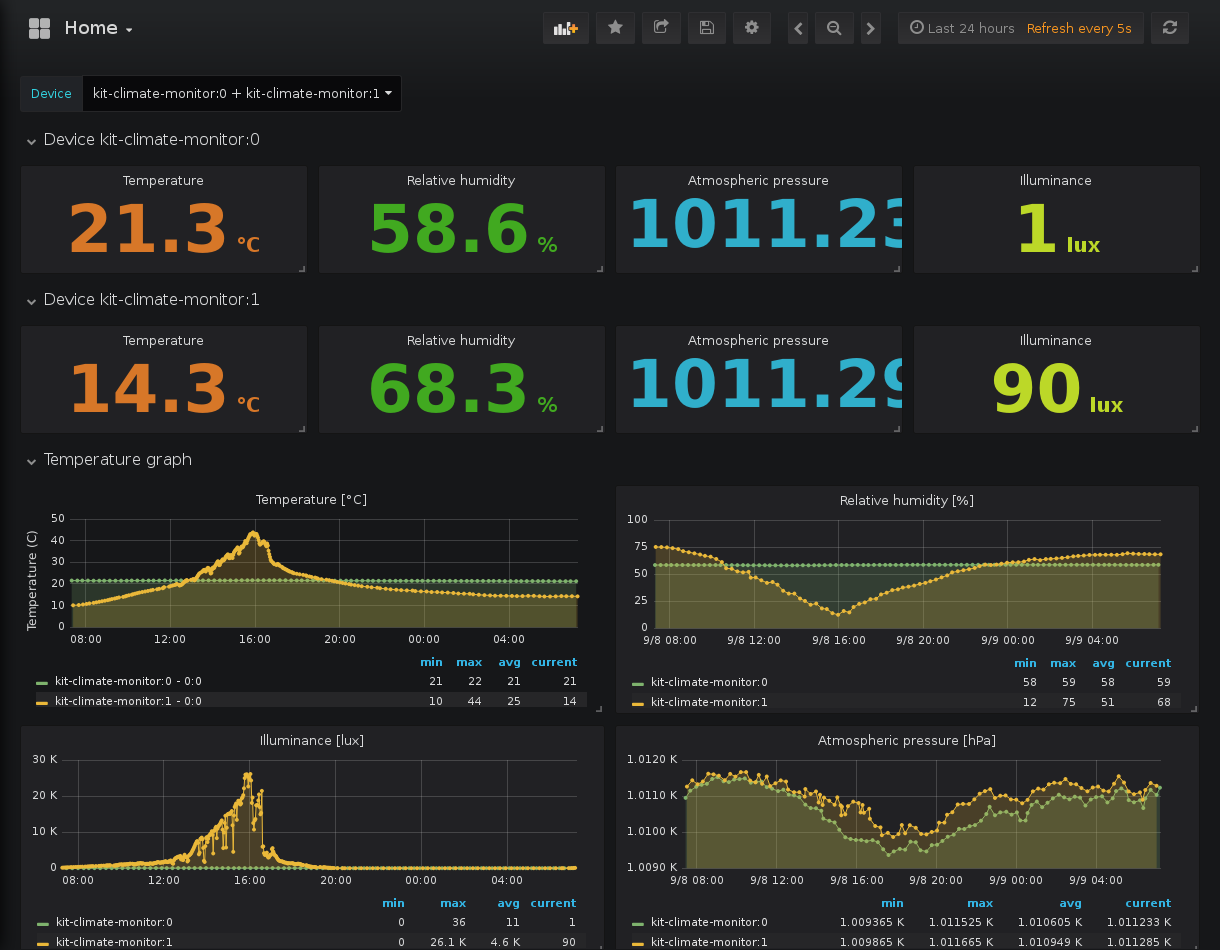 Home
Last 24 hours Refresh every 5s
Device kit-climate-monitor:0 + kit-climate-monitor:1
Device kit-climate-monitor:0
Temperature Relative humidity Atmospheric pressure Illuminance
21.3 °C 58.6 % 1011.23 1 lux
Device kit-climate-monitor:1
Temperature Relative humidity Atmospheric pressure Illuminance
14.3 °C 68.3 % 1011.29 90 lux
Temperature graph
Temperature [°C]
Temperature (C)
50
40
30
20
10
0
08:00 12:00 16:00 20:00 00:00 04:00
min max avg current
kit-climate-monitor:0 - 0:0 21 22 21 21
kit-climate-monitor:1 - 0:0 10 44 25 14
Relative humidity [%]
100
75
50
25
0
9/8 08:00 9/8 12:00 9/8 16:00 9/8 20:00 9/9 00:00 9/9 04:00
min max avg current
kit-climate-monitor:0 58 59 58 59
kit-climate-monitor:1 12 75 51 68
Illuminance [lux]
30 K
20 K
10 K
0
08:00 12:00 16:00 20:00 00:00 04:00
min max avg current
kit-climate-monitor:0 0 36 11 1
kit-climate-monitor:1 0 26.1 K 4.6 K 90
Atmospheric pressure [hPa]
1.0120 K
1.0110 K
1.0100 K
1.0090 K
9/8 08:00 9/8 12:00 9/8 16:00 9/8 20:00 9/9 00:00 9/9 04:00
min max avg current
kit-climate-monitor:0 1.009365 K 1.011525 K 1.010605 K 1.011233 K
kit-climate-monitor:1 1.009865 K 1.011665 K 1.010949 K 1.011285 K